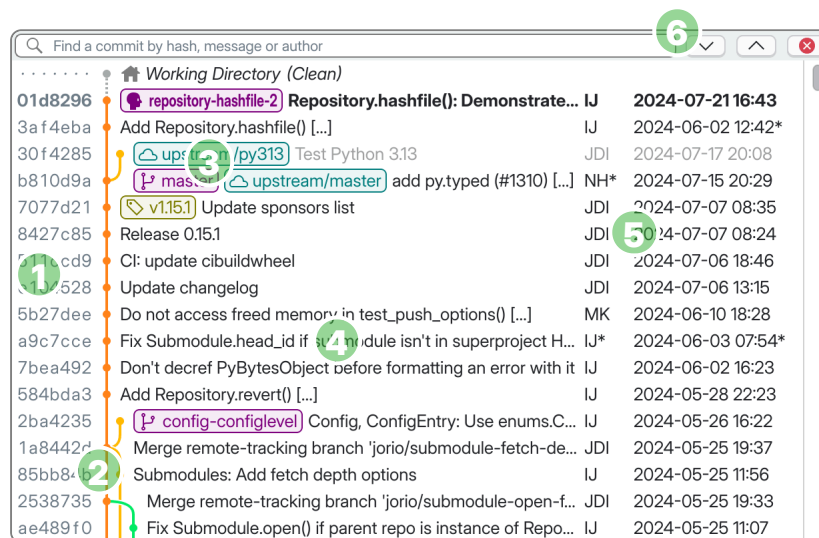 6
Find a commit by hash, message or author
Working Directory (Clean)
01d8296 repository-hashfile-2 Repository.hashfile(): Demonstrate... IJ 2024-07-21 16:43
3af4eba Add Repository.hashfile() [...] IJ 2024-06-02 12:42*
30f4285 upstream/py313 Test Python 3.13 JDI 2024-07-17 20:08
3
b810d9a master upstream/master add py.typed (#1310) [...] NH* 2024-07-15 20:29
7077d21 v1.15.1 Update sponsors list JDI 2024-07-07 08:35
8427c85 Release 0.15.1 JDI 2024-07-07 08:24
5
CI: update cibuildwheel JDI 2024-07-06 18:46
1
Update changelog JDI 2024-07-06 13:15
5b27dee Do not access freed memory in test_push_options() [...] MK 2024-06-10 18:28
a9c7cce Fix Submodule.head_id if submodule isn't in superproject H... IJ* 2024-06-03 07:54*
4
7bea492 Don't decref PyBytesObject before formatting an error with it IJ 2024-06-02 16:23
584bda3 Add Repository.revert() [...] IJ 2024-05-28 22:23
2ba4235 config-configlevel Config, ConfigEntry: Use enums.C... IJ 2024-05-26 16:22
1a8442d Merge remote-tracking branch 'jorio/submodule-fetch-de... JDI 2024-05-25 19:37
2
85bb84b Submodules: Add fetch depth options IJ 2024-05-25 11:56
2538735 Merge remote-tracking branch 'jorio/submodule-open-f... JDI 2024-05-25 19:33
ae489f0 Fix Submodule.open() if parent repo is instance of Repo... IJ 2024-05-25 11:07